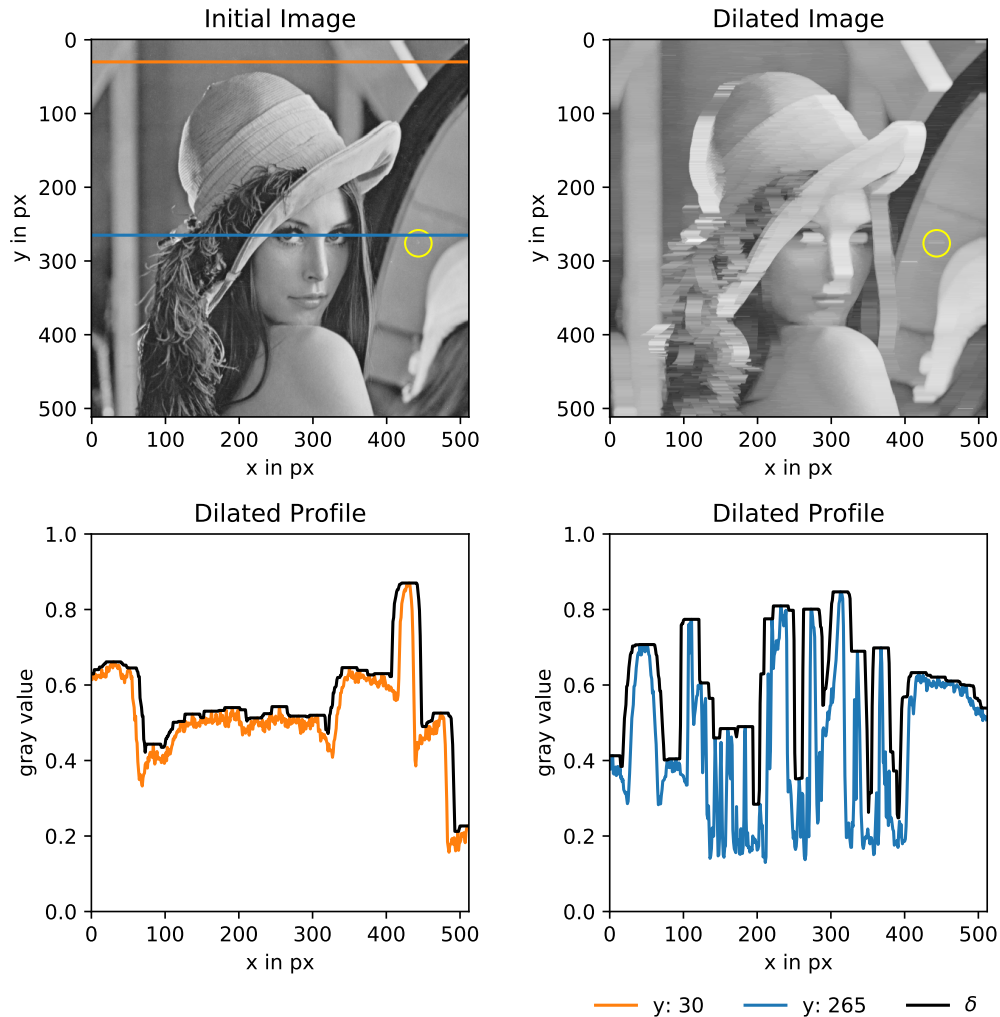 Initial Image
Dilated Image
0
100
200
300
400
500
y in px
0 100 200 300 400 500
x in px
0
100
200
300
400
500
y in px
0 100 200 300 400 500
x in px
Dilated Profile
Dilated Profile
1.0
0.8
0.6
0.4
0.2
0.0
gray value
0 100 200 300 400 500
x in px
1.0
0.8
0.6
0.4
0.2
0.0
gray value
0 100 200 300 400 500
x in px
y: 30 y: 265 δ